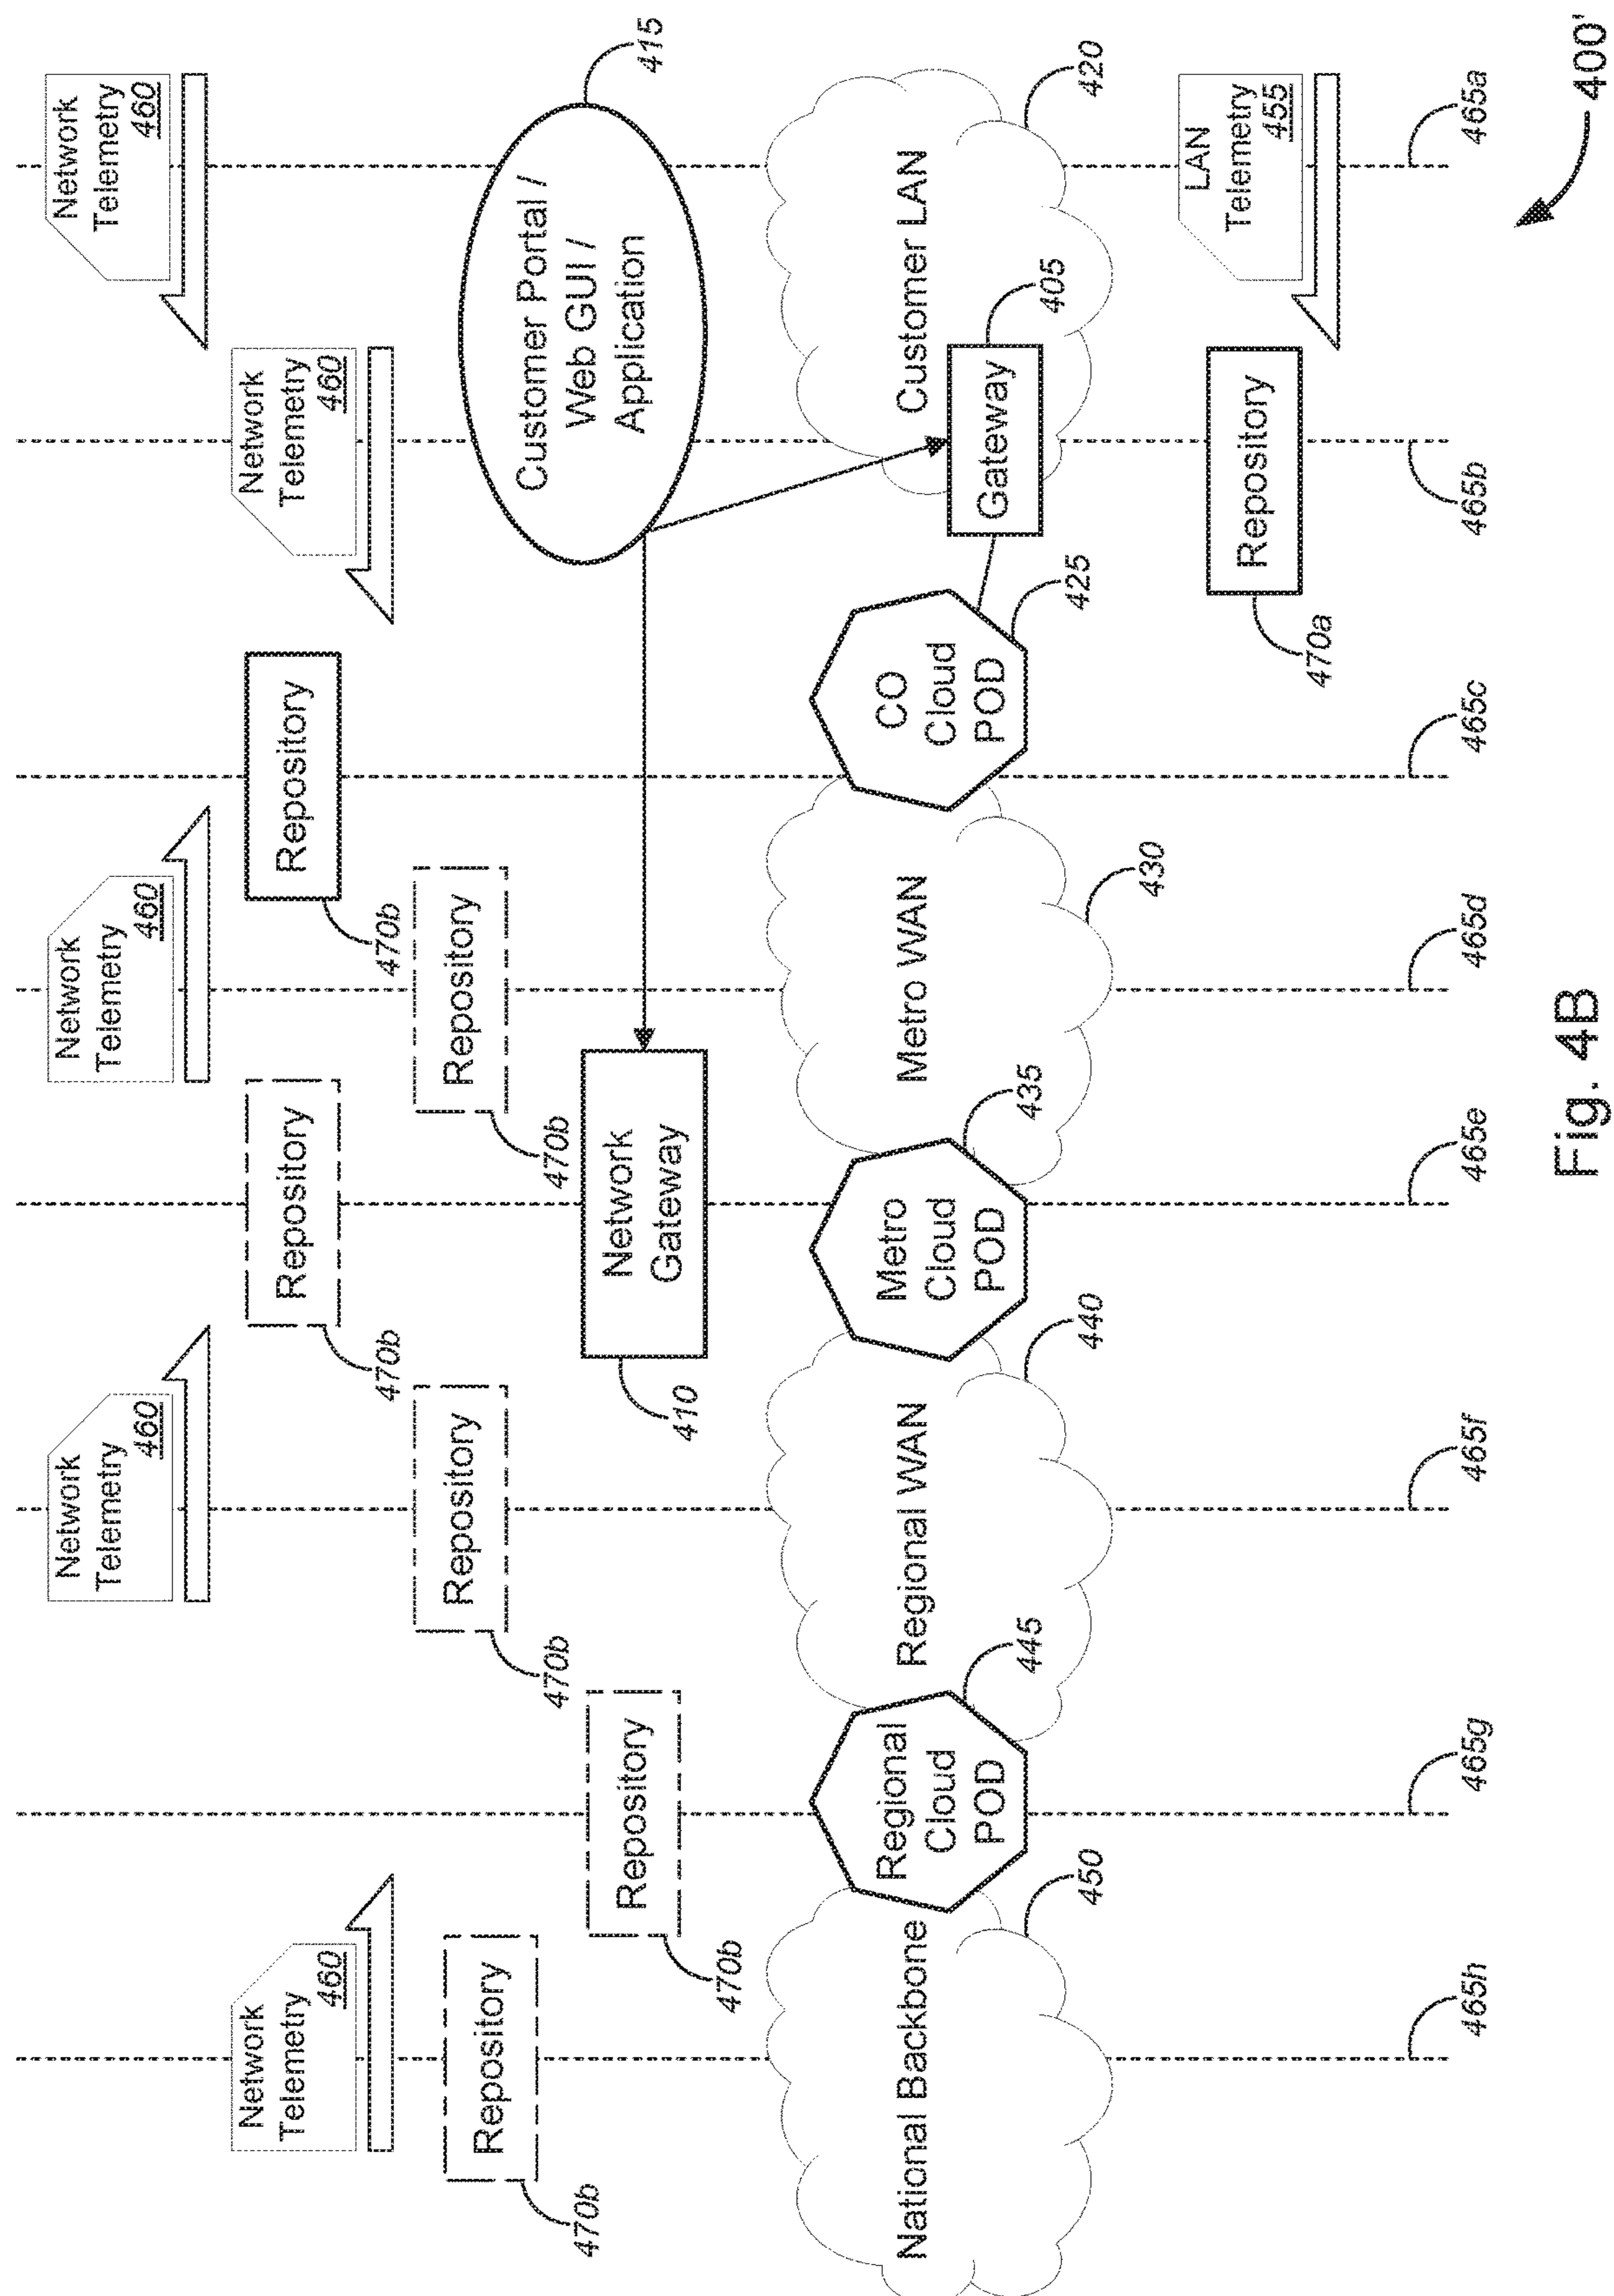 Network
Telemetry
460
Network
Telemetry
460
Network
Telemetry
460
Network
Telemetry
460
Network
Telemetry
460
Repository
470b
Repository
470b
Repository
470b
Repository
470b
Repository
470b
Repository
470b
Network
Gateway
410
Customer Portal /
Web GUI /
Application
415
National Backbone
450
Regional
Cloud
POD
445
Regional WAN
440
Metro
Cloud
POD
435
Metro WAN
430
CO
Cloud
POD
425
Gateway
405
Customer LAN
420
Repository
470a
LAN
Telemetry
455
465h
465g
465f
465e
465d
465c
465b
465a
400'
Fig. 4B